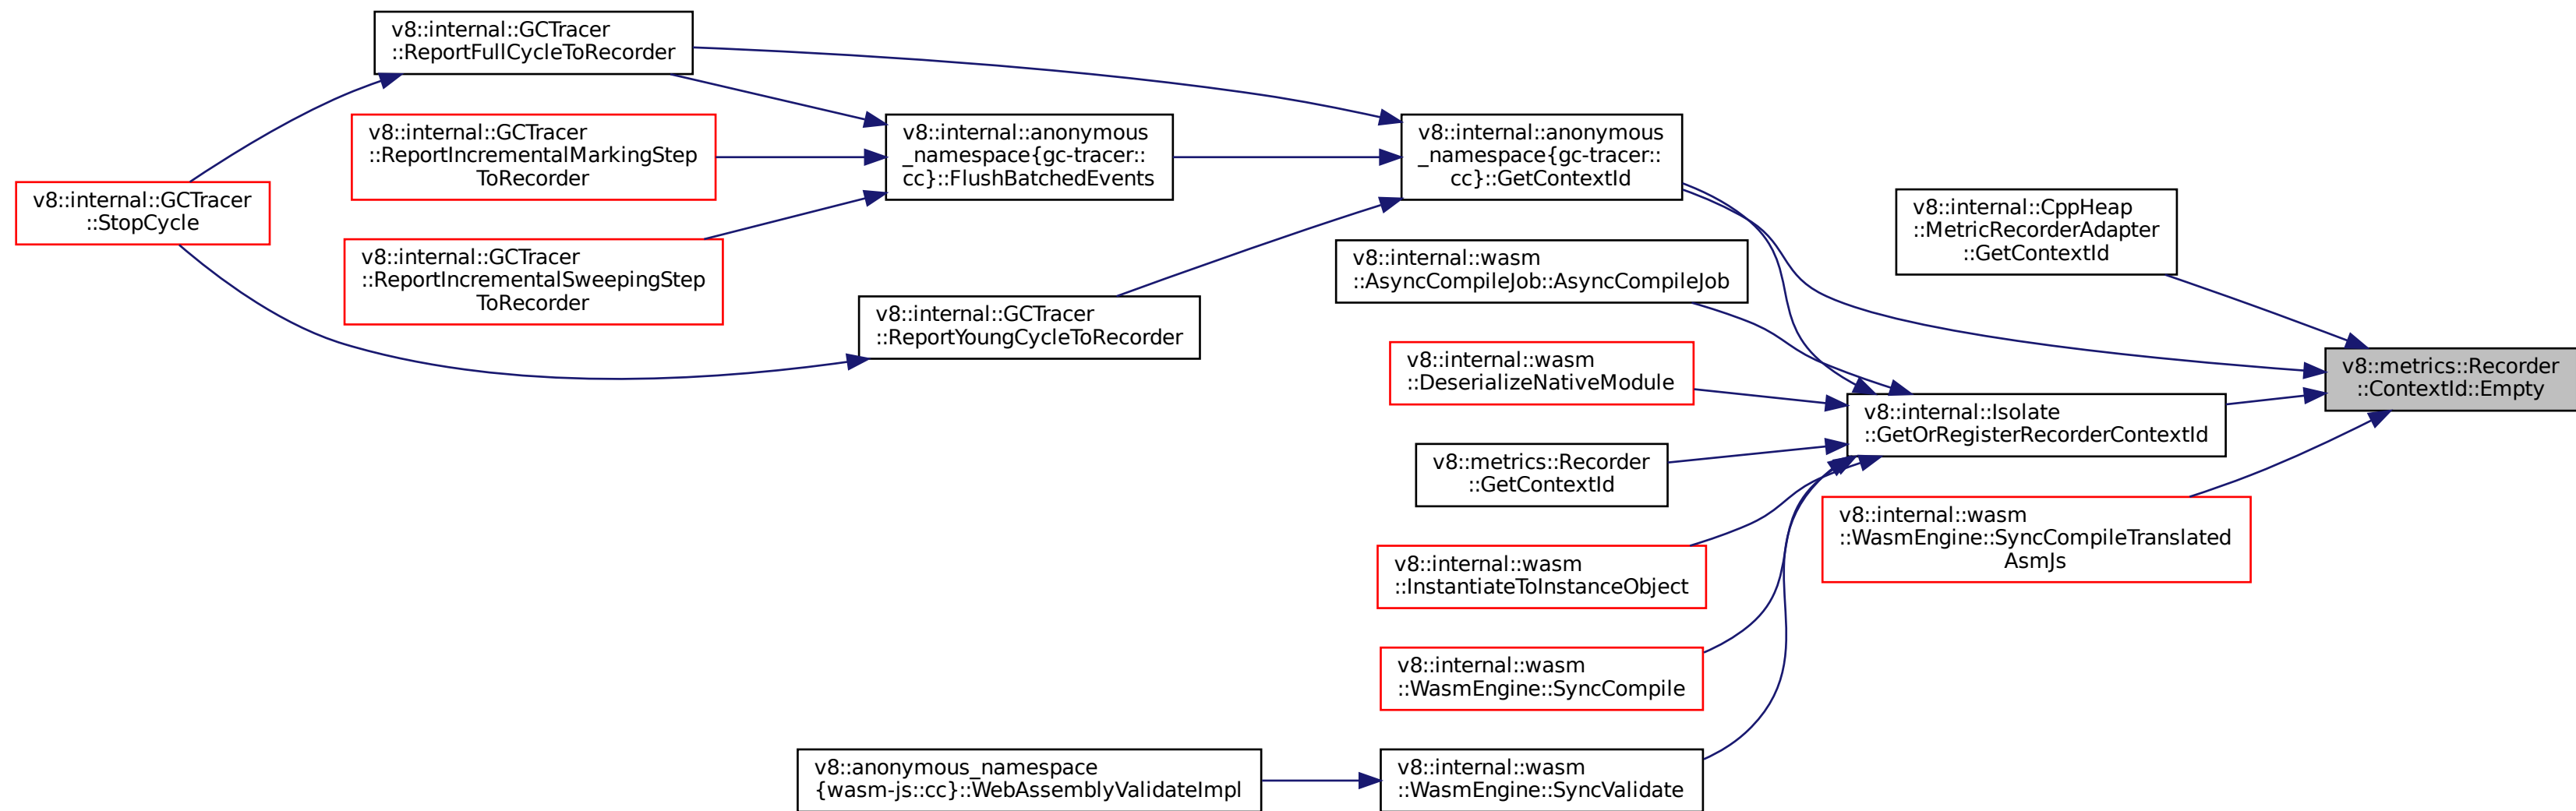 v8::internal::GCTracer
::ReportFullCycleToRecorder
v8::internal::GCTracer
::ReportIncrementalMarkingStep
ToRecorder
v8::internal::anonymous
_namespace{gc-tracer::
cc}::FlushBatchedEvents
v8::internal::anonymous
_namespace{gc-tracer::
cc}::GetContextId
v8::internal::GCTracer
::StopCycle
v8::internal::CppHeap
::MetricRecorderAdapter
::GetContextId
v8::internal::GCTracer
::ReportIncrementalSweepingStep
ToRecorder
v8::internal::wasm
::AsyncCompileJob::AsyncCompileJob
v8::internal::GCTracer
::ReportYoungCycleToRecorder
v8::internal::wasm
::DeserializeNativeModule
v8::metrics::Recorder
::ContextId::Empty
v8::internal::Isolate
::GetOrRegisterRecorderContextId
v8::metrics::Recorder
::GetContextId
v8::internal::wasm
::WasmEngine::SyncCompileTranslated
AsmJs
v8::internal::wasm
::InstantiateToInstanceObject
v8::internal::wasm
::WasmEngine::SyncCompile
v8::anonymous_namespace
{wasm-js::cc}::WebAssemblyValidateImpl
v8::internal::wasm
::WasmEngine::SyncValidate